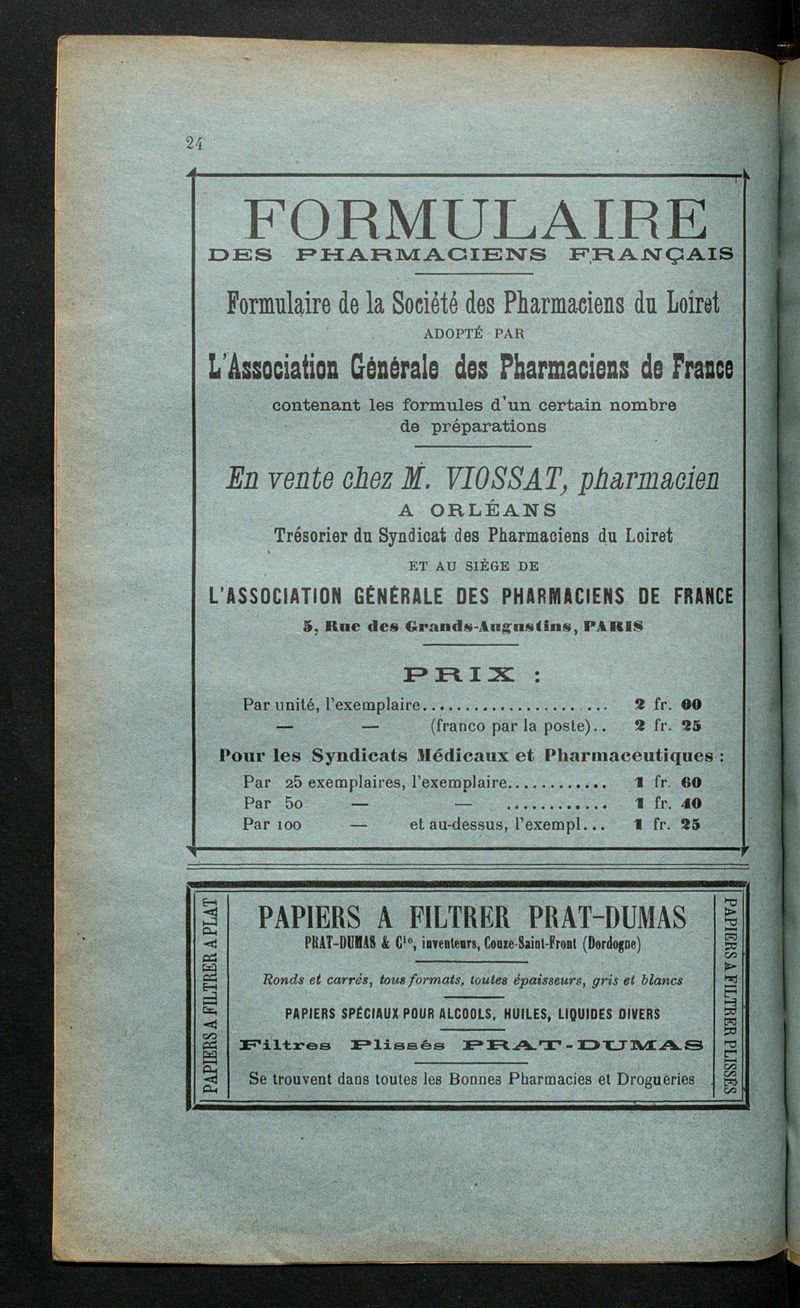 24
FORMULAIRE
DES PHARMACIENS FRANÇAIS
Formulaire de la Société des Pharmaciens du Loiret
ADOPTÉ PAR
L'Association Générale des Pharmaciens de France
contenant les formules d'un certain nombre
de préparations
En vente chez M. VIOSSAT, pharmacien
A ORLÉANS
Trésorier du Syndicat des Pharmaciens du Loiret
ET AU SIÈGE DE
L'ASSOCIATION GÉNÉRALE DES PHARMACIENS DE FRANCE
5, Rue des Grands-Augustins, PARIS
PRIX :
Par unité, l'exemplaire........................ 2 fr. 00
— — (franco par la poste).. 2 fr. 25
Pour les Syndicats Médicaux et Pharmaceutiques :
Par 25 exemplaires, l'exemplaire............ 1 fr. 60
Par 50 — — ............ 1 fr. 40
Par 100 — et au-dessus, l'exempl... 1 fr. 25
PAPIERS A FILTRER A PLAT
PAPIERS A FILTRER PRAT-DUMAS
PRAT-DUMAS & Cie, inventeurs, Couze-Saint-Front (Dordogne)
Ronds et carrés, tous formats, toutes épaisseurs, gris et blancs
PAPIERS SPÉCIAUX POUR ALCOOLS, HUILES, LIQUIDES DIVERS
Filtres Plissés PRAT-DUMAS
Se trouvent dans toutes les Bonnes Pharmacies et Drogueries
PAPIERS A FILTRER PLISSÉS